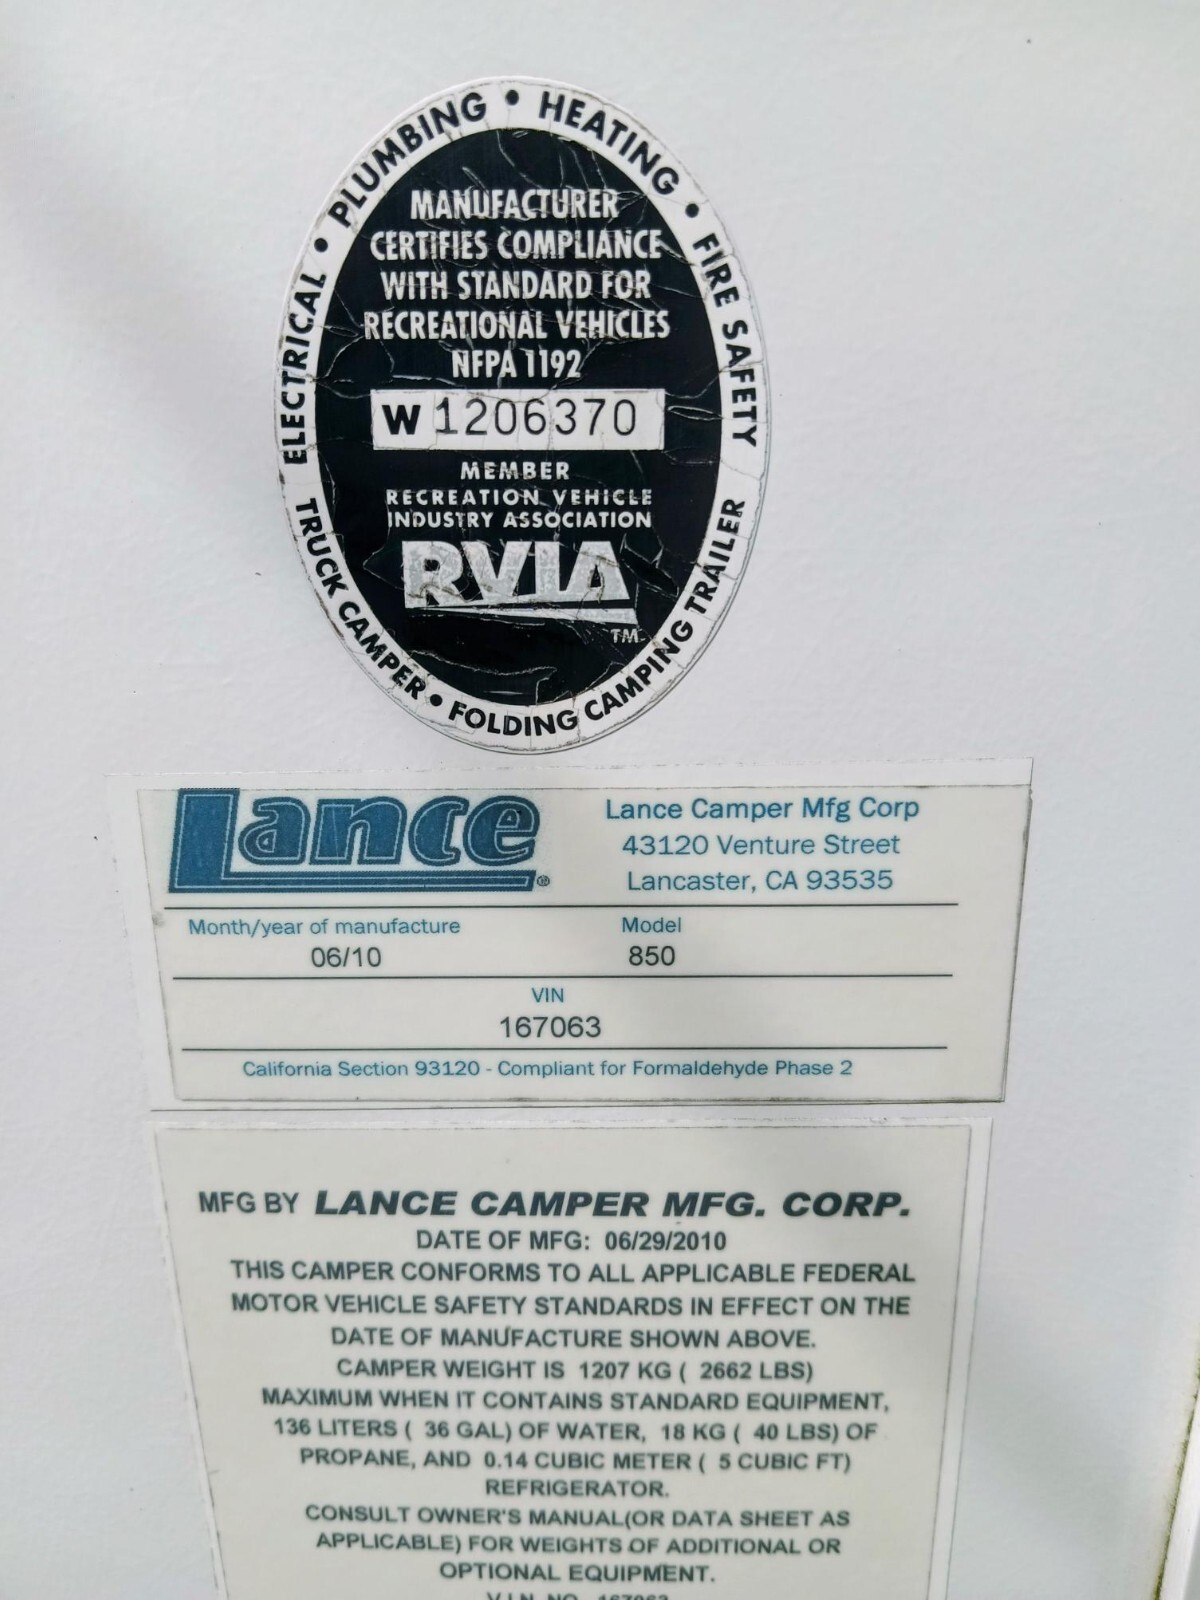 ELECTRICAL • PLUMBING • HEATING • FIRE SAFETY
MANUFACTURER
CERTIFIES COMPLIANCE
WITH STANDARD FOR
RECREATIONAL VEHICLES
NFPA 1192
W 1206370
MEMBER
RECREATION VEHICLE
INDUSTRY ASSOCIATION
RVIA
TM
TRUCK CAMPER • FOLDING CAMPING TRAILER
Lance®
Lance Camper Mfg Corp
43120 Venture Street
Lancaster, CA 93535
Month/year of manufacture Model
06/10 850
VIN
167063
California Section 93120 - Compliant for Formaldehyde Phase 2
MFG BY LANCE CAMPER MFG. CORP.
DATE OF MFG: 06/29/2010
THIS CAMPER CONFORMS TO ALL APPLICABLE FEDERAL
MOTOR VEHICLE SAFETY STANDARDS IN EFFECT ON THE
DATE OF MANUFACTURE SHOWN ABOVE.
CAMPER WEIGHT IS 1207 KG ( 2662 LBS)
MAXIMUM WHEN IT CONTAINS STANDARD EQUIPMENT,
136 LITERS ( 36 GAL) OF WATER, 18 KG ( 40 LBS) OF
PROPANE, AND 0.14 CUBIC METER ( 5 CUBIC FT)
REFRIGERATOR.
CONSULT OWNER'S MANUAL(OR DATA SHEET AS
APPLICABLE) FOR WEIGHTS OF ADDITIONAL OR
OPTIONAL EQUIPMENT.
V.I.N. NO. 167063